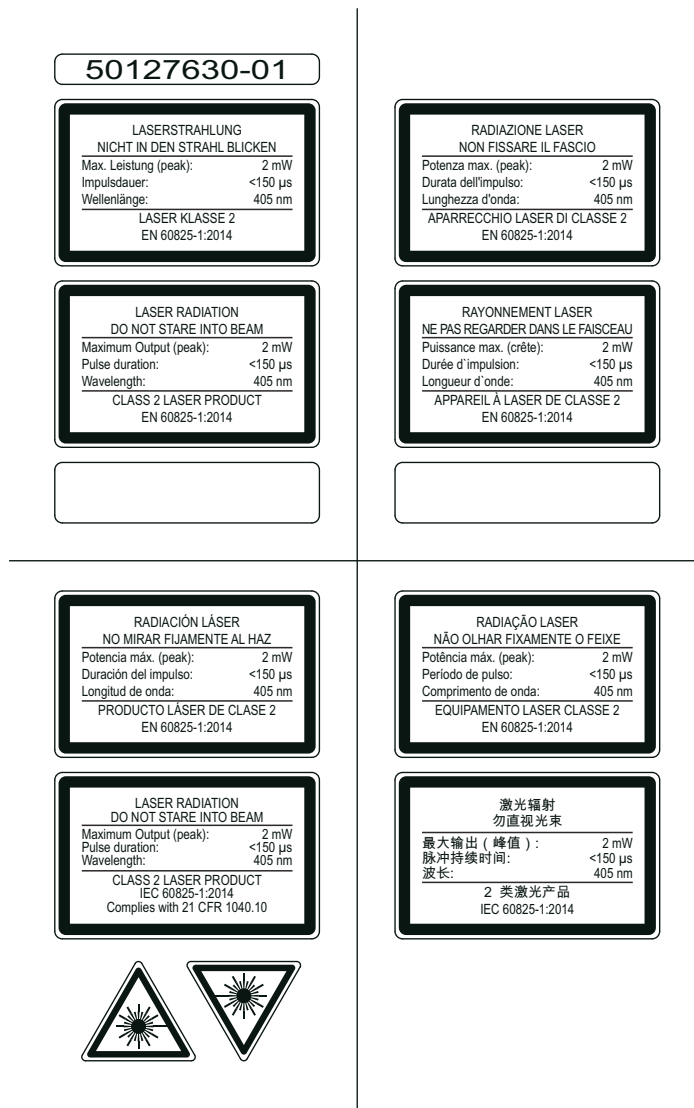 50127630-01
LASERSTRAHLUNG
NICHT IN DEN STRAHL BLICKEN
Max. Leistung (peak): 2 mW
Impulsdauer: <150 µs
Wellenlänge: 405 nm
LASER KLASSE 2
EN 60825-1:2014
LASER RADIATION
DO NOT STARE INTO BEAM
Maximum Output (peak): 2 mW
Pulse duration: <150 µs
Wavelength: 405 nm
CLASS 2 LASER PRODUCT
EN 60825-1:2014
RADIAZIONE LASER
NON FISSARE IL FASCIO
Potenza max. (peak): 2 mW
Durata dell'impulso: <150 µs
Lunghezza d'onda: 405 nm
APARRECCHIO LASER DI CLASSE 2
EN 60825-1:2014
RAYONNEMENT LASER
NE PAS REGARDER DANS LE FAISCEAU
Puissance max. (crête): 2 mW
Durée d`impulsion: <150 µs
Longueur d`onde: 405 nm
APPAREIL À LASER DE CLASSE 2
EN 60825-1:2014
RADIACIÓN LÁSER
NO MIRAR FIJAMENTE AL HAZ
Potencia máx. (peak): 2 mW
Duración del impulso: <150 µs
Longitud de onda: 405 nm
PRODUCTO LÁSER DE CLASE 2
EN 60825-1:2014
LASER RADIATION
DO NOT STARE INTO BEAM
Maximum Output (peak): 2 mW
Pulse duration: <150 µs
Wavelength: 405 nm
CLASS 2 LASER PRODUCT
IEC 60825-1:2014
Complies with 21 CFR 1040.10
RADIAÇÃO LASER
NÃO OLHAR FIXAMENTE O FEIXE
Potência máx. (peak): 2 mW
Período de pulso: <150 µs
Comprimento de onda: 405 nm
EQUIPAMENTO LASER CLASSE 2
EN 60825-1:2014
激光辐射
勿直视光束
最大输出 ( 峰值 ) : 2 mW
脉冲持续时间: <150 µs
波长: 405 nm
2 类激光产品
IEC 60825-1:2014